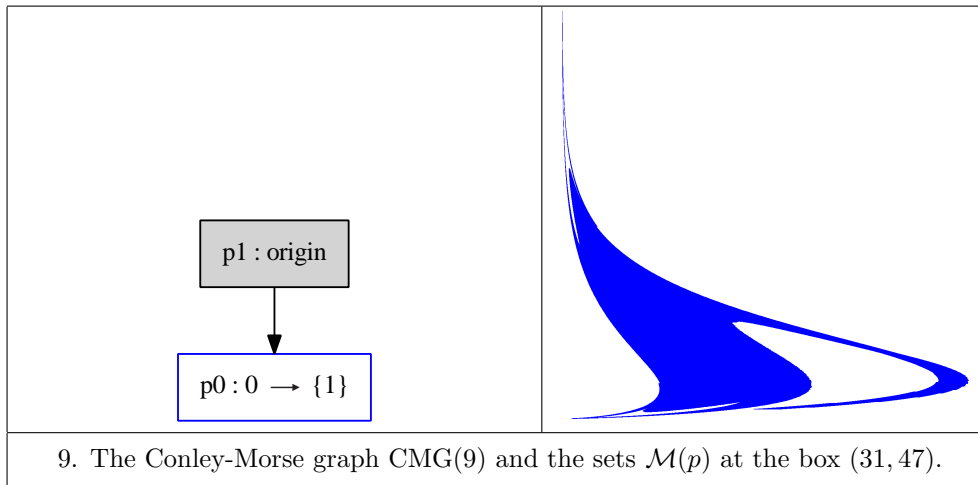 p1 : origin
p0 : 0 → {1}
9. The Conley-Morse graph CMG(9) and the sets ℳ(p) at the box (31, 47).